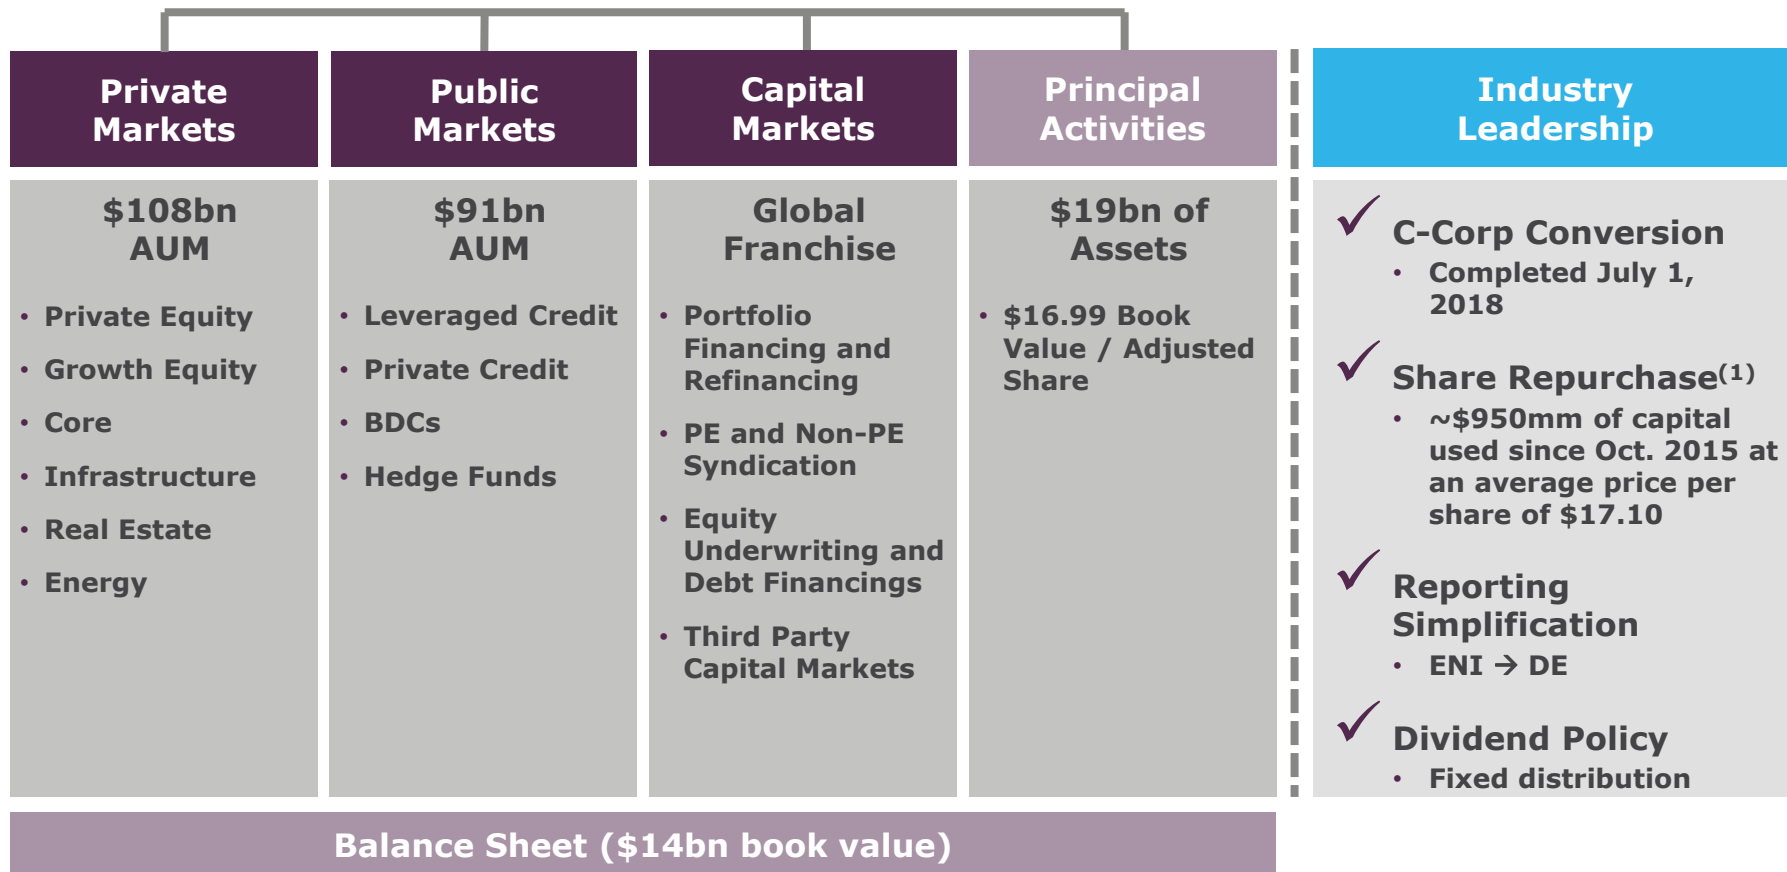 Private
Markets
Public
Markets
Capital
Markets
Principal
Activities
Industry
Leadership
$108bn
AUM
• Private Equity
• Growth Equity
• Core
• Infrastructure
• Real Estate
• Energy
$91bn
AUM
• Leveraged Credit
• Private Credit
• BDCs
• Hedge Funds
Global
Franchise
• Portfolio
Financing and
Refinancing
• PE and Non-PE
Syndication
• Equity
Underwriting and
Debt Financings
• Third Party
Capital Markets
$19bn of
Assets
• $16.99 Book
Value / Adjusted
Share
✓ C-Corp Conversion
• Completed July 1,
2018
✓ Share Repurchase(1)
• ~$950mm of capital
used since Oct. 2015 at
an average price per
share of $17.10
✓ Reporting
Simplification
• ENI → DE
✓ Dividend Policy
• Fixed distribution
Balance Sheet ($14bn book value)